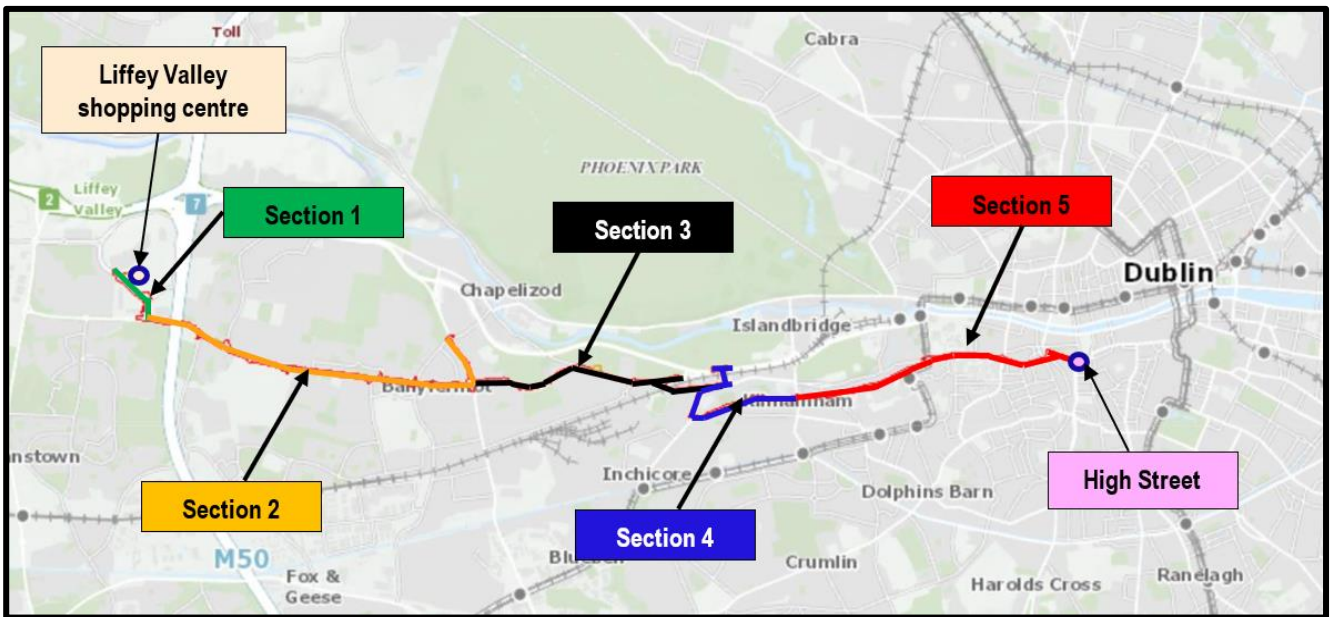 Toll
Cabra
Liffey Valley
shopping centre
PHOENIX PARK
2
Liffey
Valley
7
Section 1
Section 3
Section 5
Dublin
Chapelizod
Islandbridge
Ballyfermot
Kilmainham
nstown
Inchicore
High Street
Section 2
Dolphins Barn
Section 4
M50
Crumlin
Fox &
Geese
Harolds Cross
Ranelagh